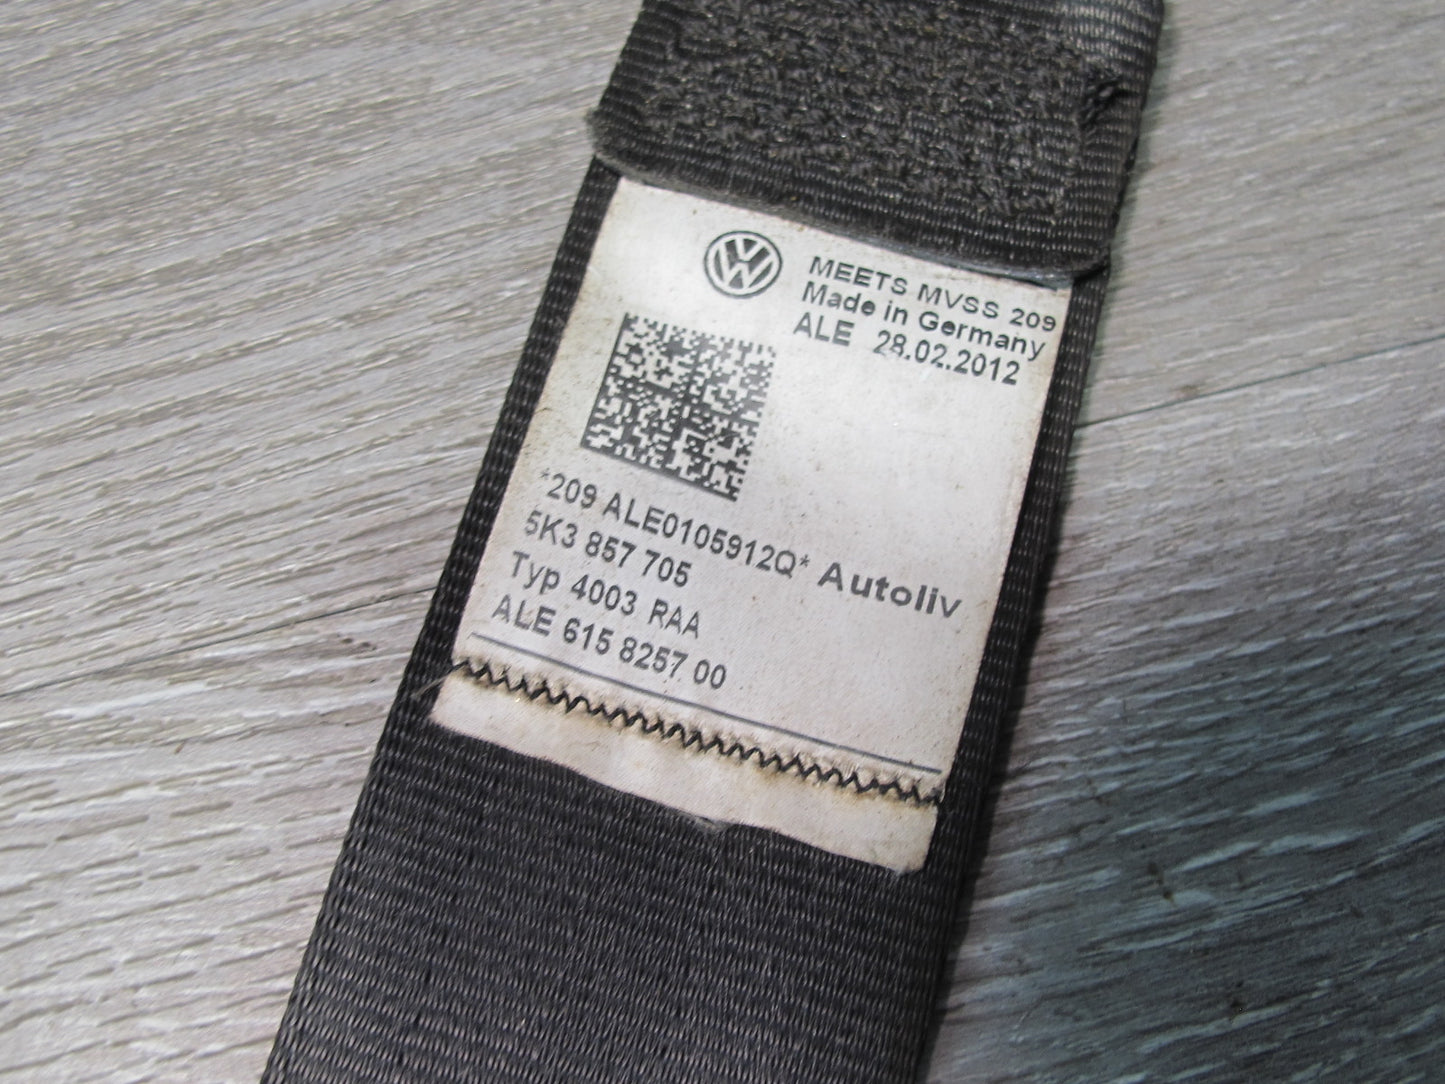 MEETS MVSS 209
Made in Germany
ALE 28.02.2012
*209 ALE0105912Q* Autoliv
5K3 857 705
Typ 4003 RAA
ALE 615 8257 00